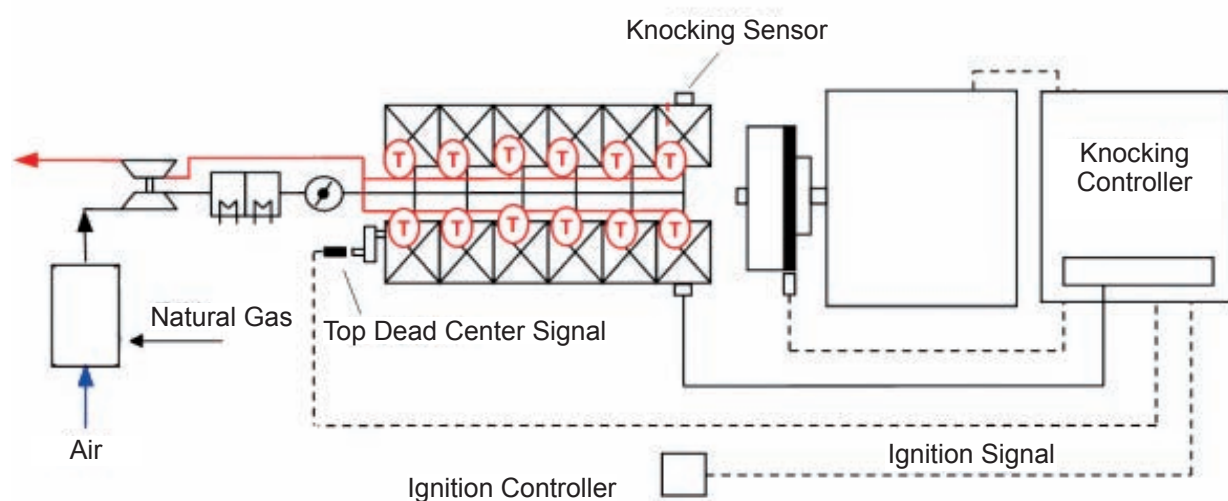 Knocking Sensor
T T T T T T
Knocking
Controller
T T T T T T
Natural Gas
Top Dead Center Signal
Air
Ignition Signal
Ignition Controller